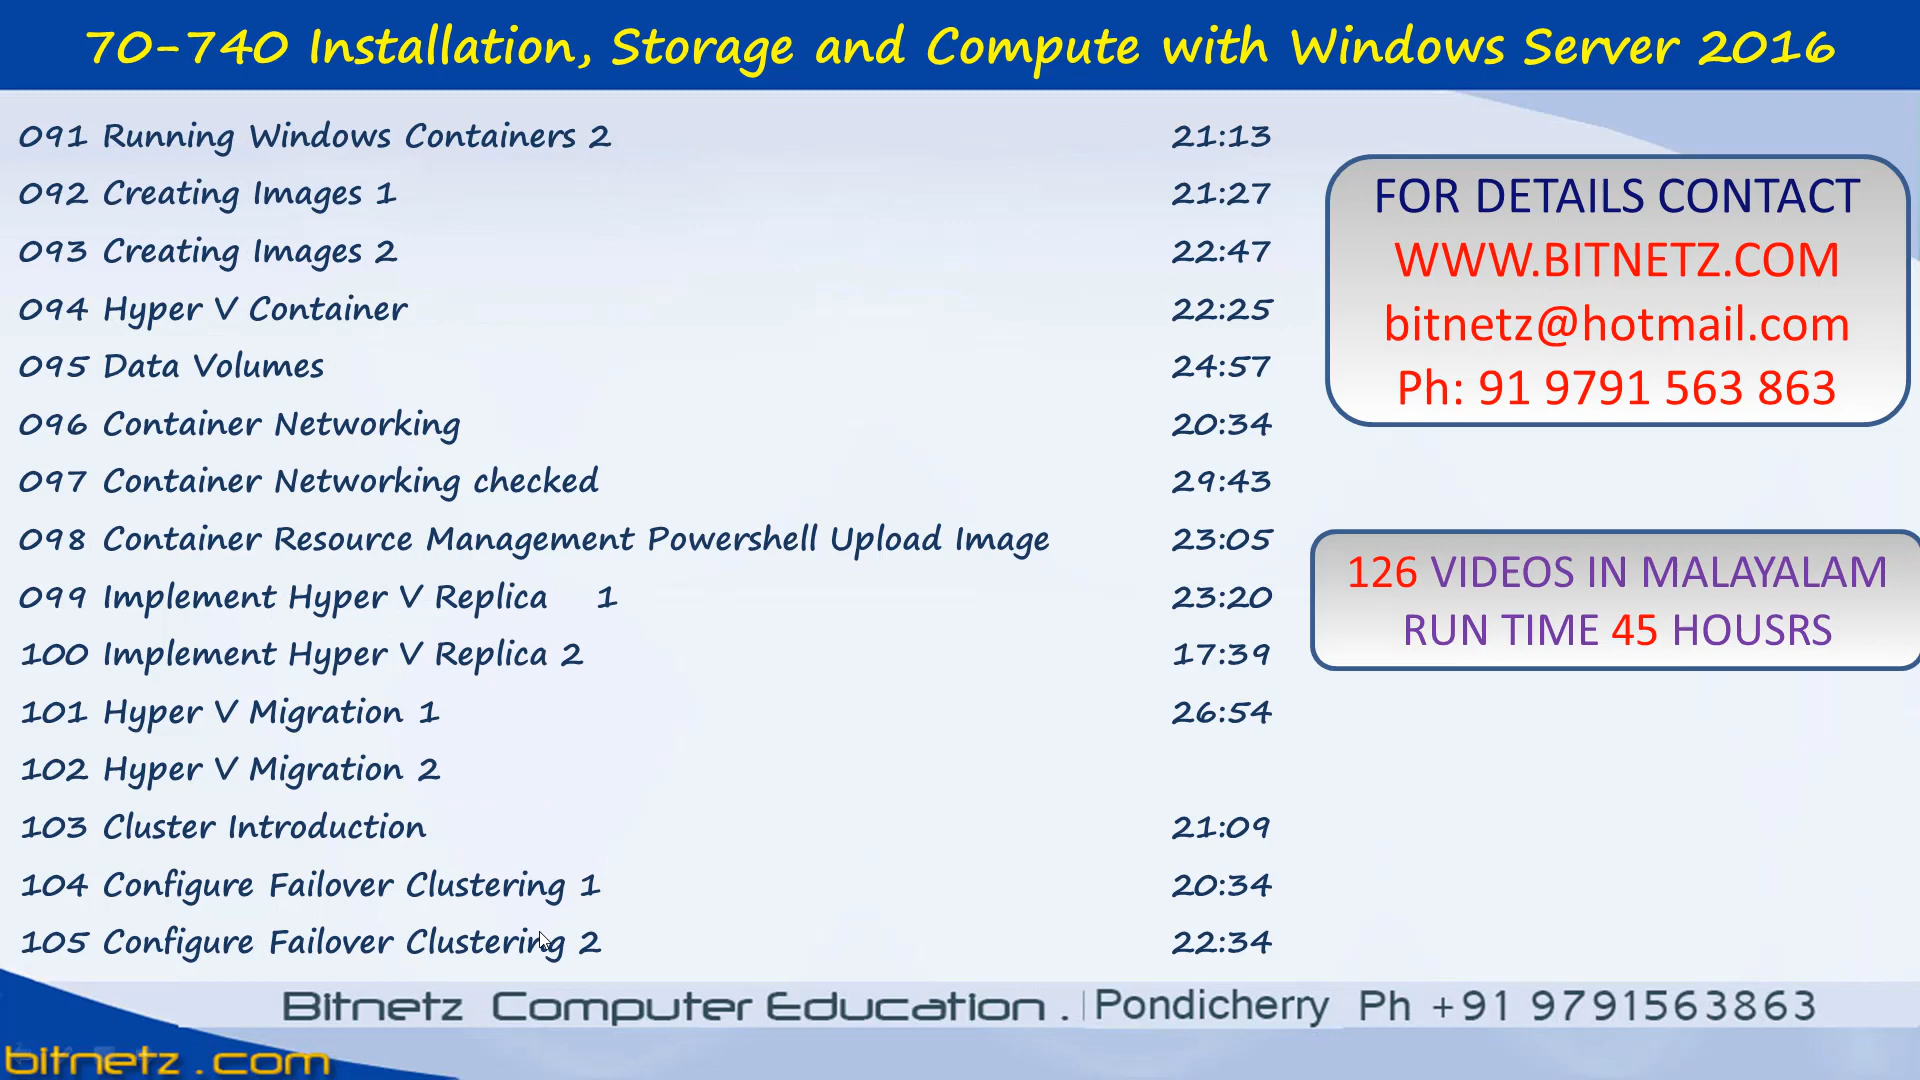 70-740 Installation, Storage and Compute with Windows Server 2016
091 Running Windows Containers 2 21:13
092 Creating Images 1 21:27
093 Creating Images 2 22:47
094 Hyper V Container 22:25
095 Data Volumes 24:57
096 Container Networking 20:34
097 Container Networking checked 29:43
098 Container Resource Management Powershell Upload Image 23:05
099 Implement Hyper V Replica 1 23:20
100 Implement Hyper V Replica 2 17:39
101 Hyper V Migration 1 26:54
102 Hyper V Migration 2
103 Cluster Introduction 21:09
104 Configure Failover Clustering 1 20:34
105 Configure Failover Clustering 2 22:34
FOR DETAILS CONTACT
WWW.BITNETZ.COM
bitnetz@hotmail.com
Ph: 91 9791 563 863
126 VIDEOS IN MALAYALAM
RUN TIME 45 HOUSRS
Bitnetz Computer Education . | Pondicherry Ph +91 9791563863
bitnetz.com